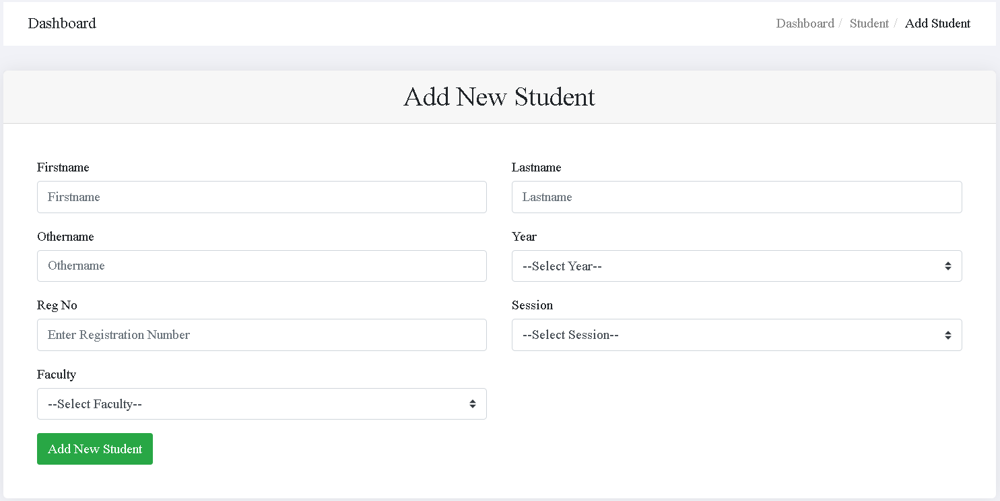 Dashboard
Dashboard / Student / Add Student
Add New Student
Firstname
Lastname
Firstname
Lastname
Othername
Year
Othername
--Select Year--
Reg No
Session
Enter Registration Number
--Select Session--
Faculty
--Select Faculty--
Add New Student